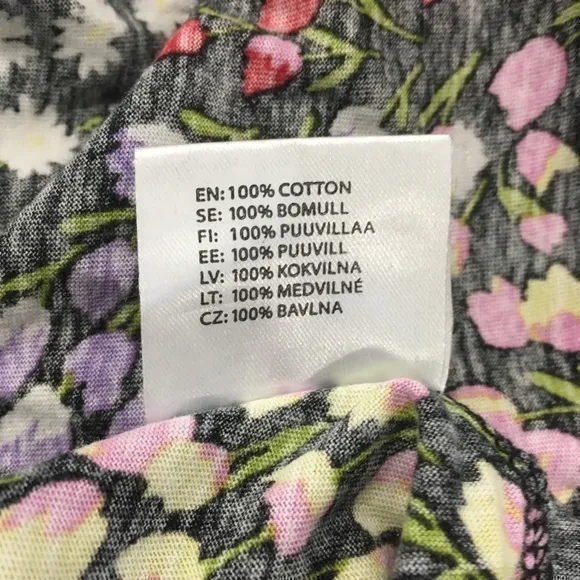 EN: 100% COTTON
SE: 100% BOMULL
FI: 100% PUUVILLAA
EE: 100% PUUVILL
LV: 100% KOKVILNA
LT: 100% MEDVILNÉ
CZ: 100% BAVLNA